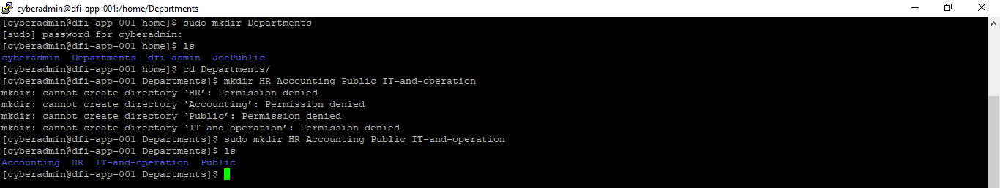 cyberadmin@dfi-app-001:/home/Departments
[cyberadmin@dfi-app-001 home]$ sudo mkdir Departments
[sudo] password for cyberadmin:
[cyberadmin@dfi-app-001 home]$ ls
cyberadmin  Departments  dfi-admin  JoePublic
[cyberadmin@dfi-app-001 home]$ cd Departments/
[cyberadmin@dfi-app-001 Departments]$ mkdir HR Accounting Public IT-and-operation
mkdir: cannot create directory ‘HR’: Permission denied
mkdir: cannot create directory ‘Accounting’: Permission denied
mkdir: cannot create directory ‘Public’: Permission denied
mkdir: cannot create directory ‘IT-and-operation’: Permission denied
[cyberadmin@dfi-app-001 Departments]$ sudo mkdir HR Accounting Public IT-and-operation
[cyberadmin@dfi-app-001 Departments]$ ls
Accounting  HR  IT-and-operation  Public
[cyberadmin@dfi-app-001 Departments]$